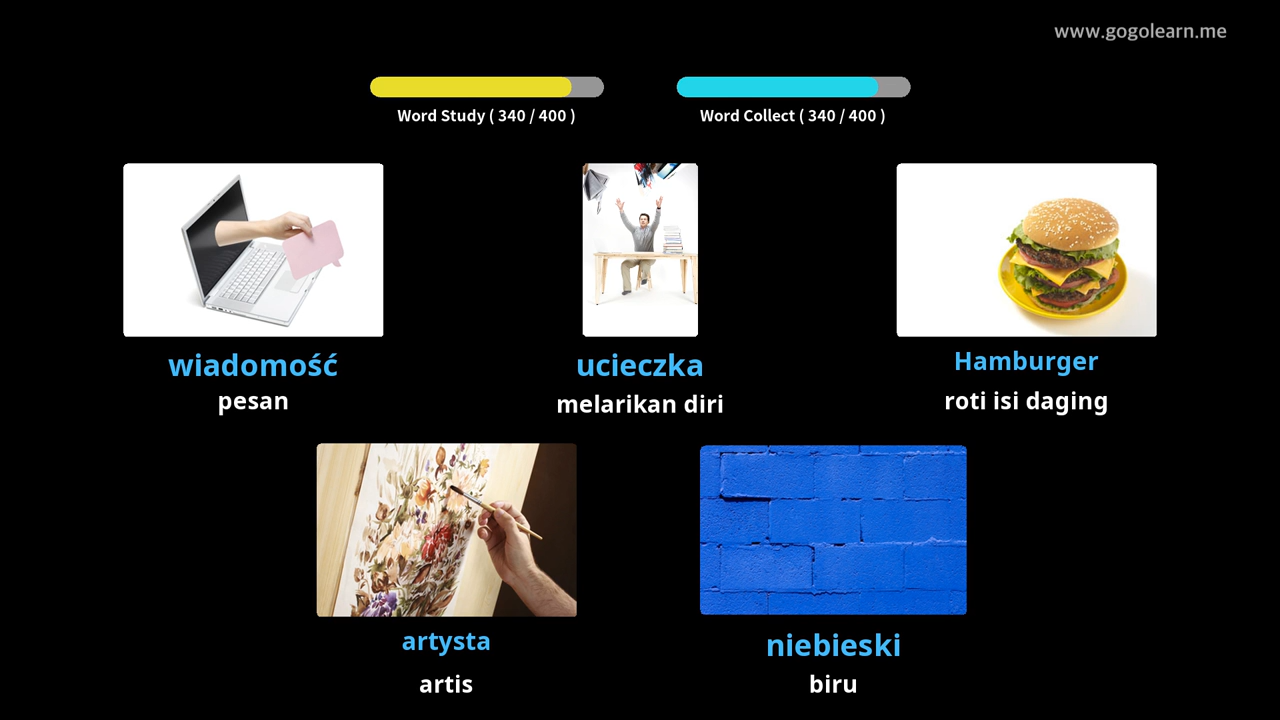 www.gogolearn.me
Word Study ( 340 / 400 )
Word Collect ( 340 / 400 )
wiadomość
pesan
ucieczka
melarikan diri
Hamburger
roti isi daging
artysta
artis
niebieski
biru